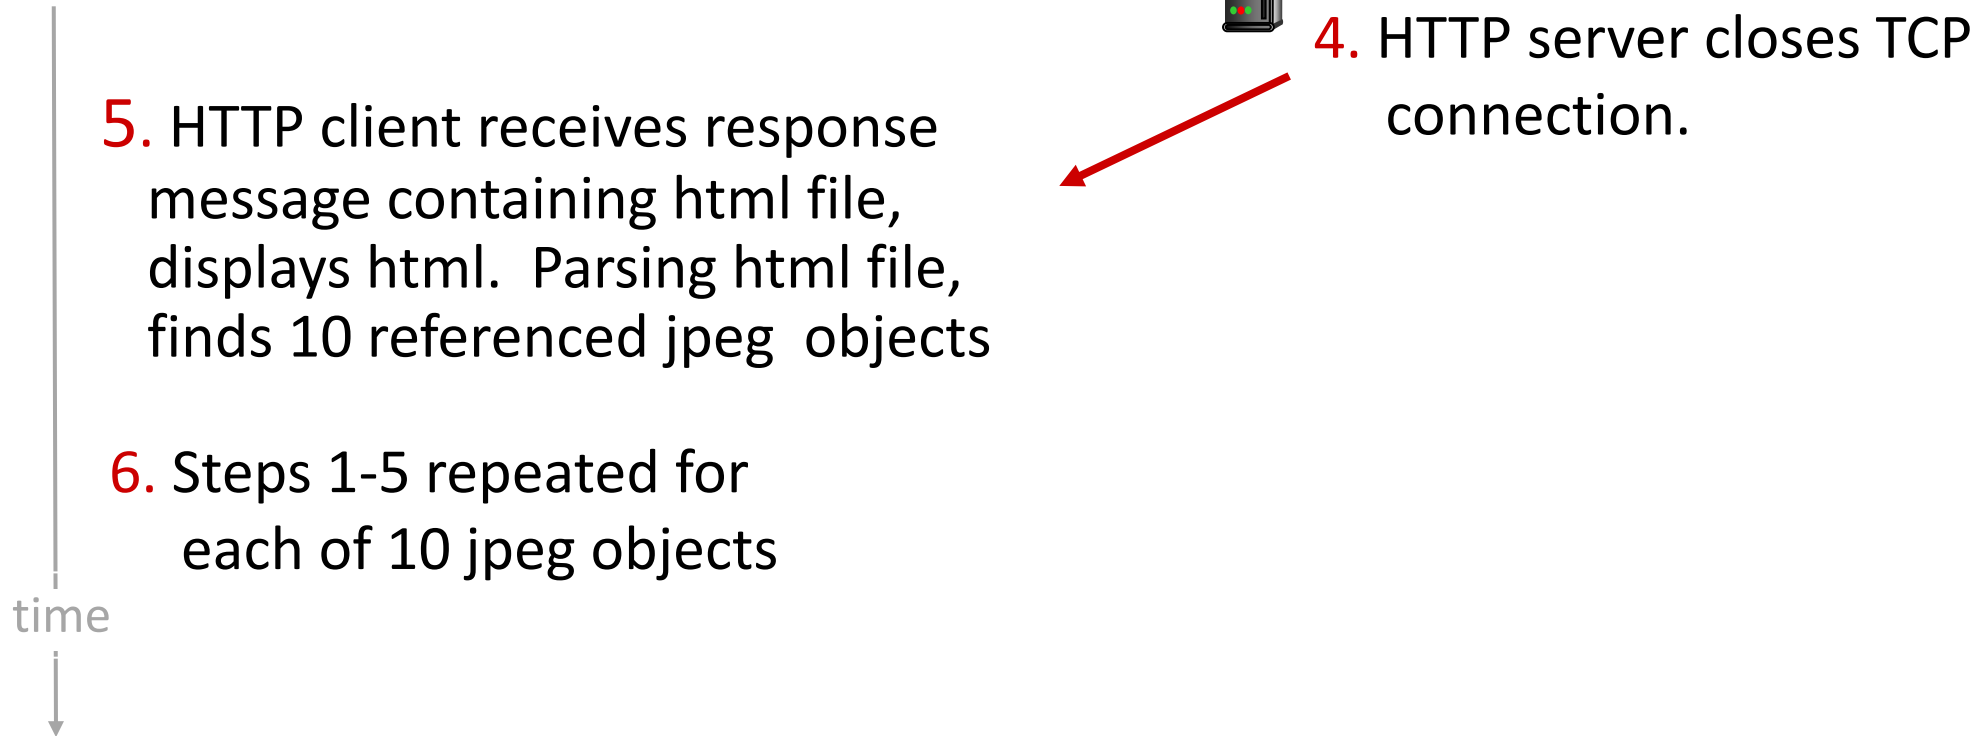 4. HTTP server closes TCP
connection.
5. HTTP client receives response
message containing html file,
displays html.  Parsing html file,
finds 10 referenced jpeg  objects
6. Steps 1-5 repeated for
each of 10 jpeg objects
time